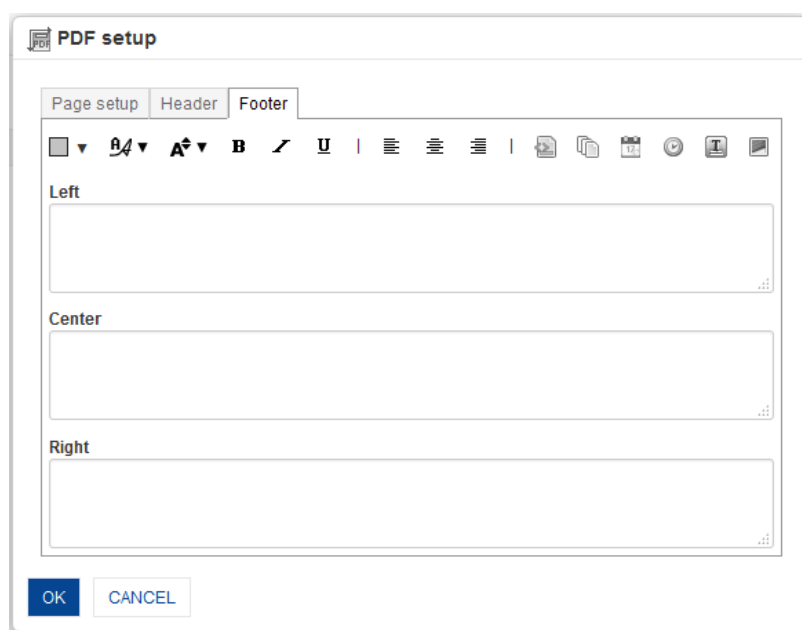 PDF setup
Page setup Header Footer
B I U
Left
Center
Right
OK CANCEL